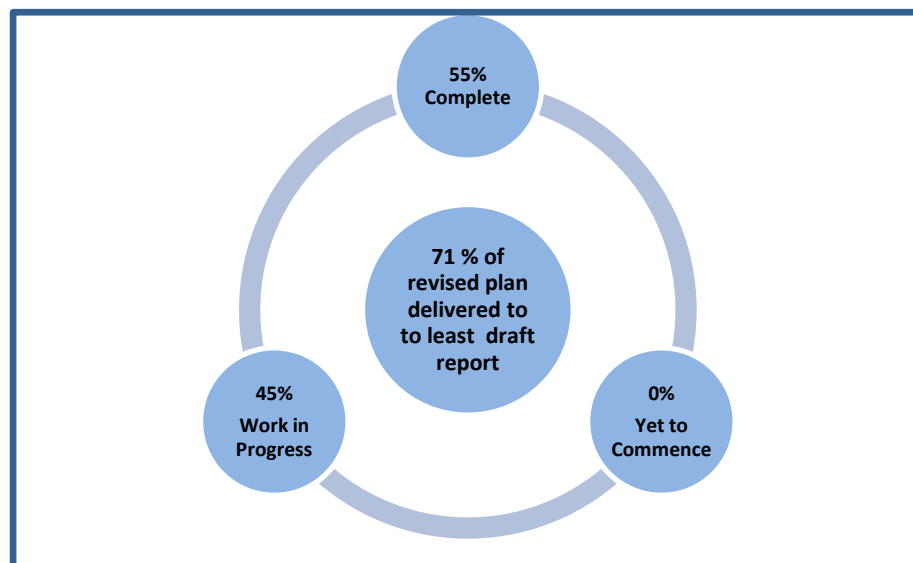 55%
Complete
71 % of
revised plan
delivered to
to least  draft
report
45%
Work in
Progress
0%
Yet to
Commence